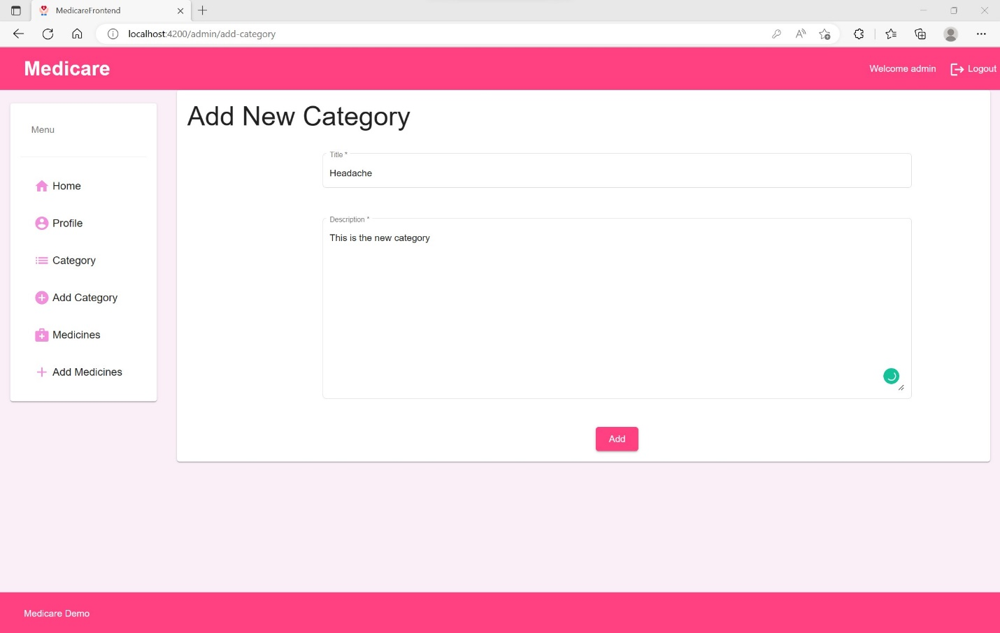 MedicareFrontend
localhost:4200/admin/add-category
Medicare
Welcome admin
Logout
Menu
Home
Profile
Category
Add Category
Medicines
Add Medicines
Add New Category
Title *
Headache
Description *
This is the new category
Add
Medicare Demo